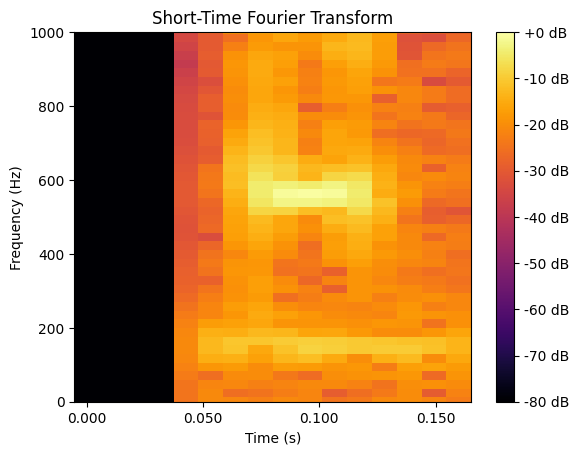 Short-Time Fourier Transform
1000
800
600
400
200
0
Frequency (Hz)
0.000
0.050
0.100
0.150
Time (s)
+0 dB
-10 dB
-20 dB
-30 dB
-40 dB
-50 dB
-60 dB
-70 dB
-80 dB